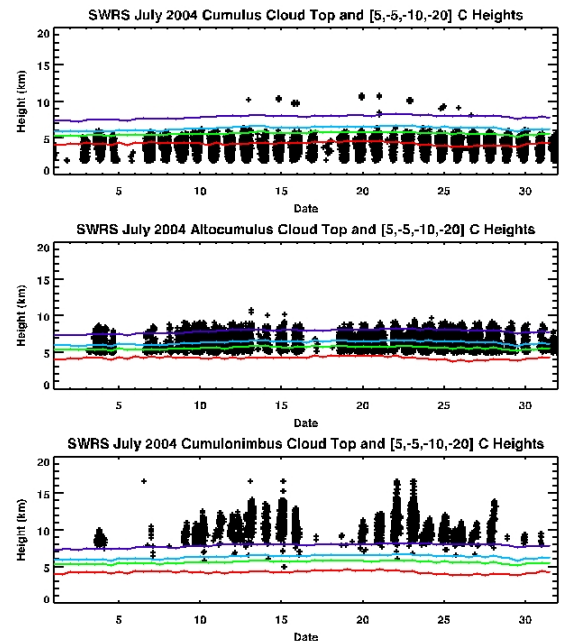 SWRS July 2004 Cumulus Cloud Top and [5,-5,-10,-20] C Heights
Height (km)
20
15
10
5
0
5 10 15 20 25 30
Date
SWRS July 2004 Altocumulus Cloud Top and [5,-5,-10,-20] C Heights
Height (km)
20
15
10
5
0
5 10 15 20 25 30
Date
SWRS July 2004 Cumulonimbus Cloud Top and [5,-5,-10,-20] C Heights
Height (km)
20
15
10
5
0
5 10 15 20 25 30
Date